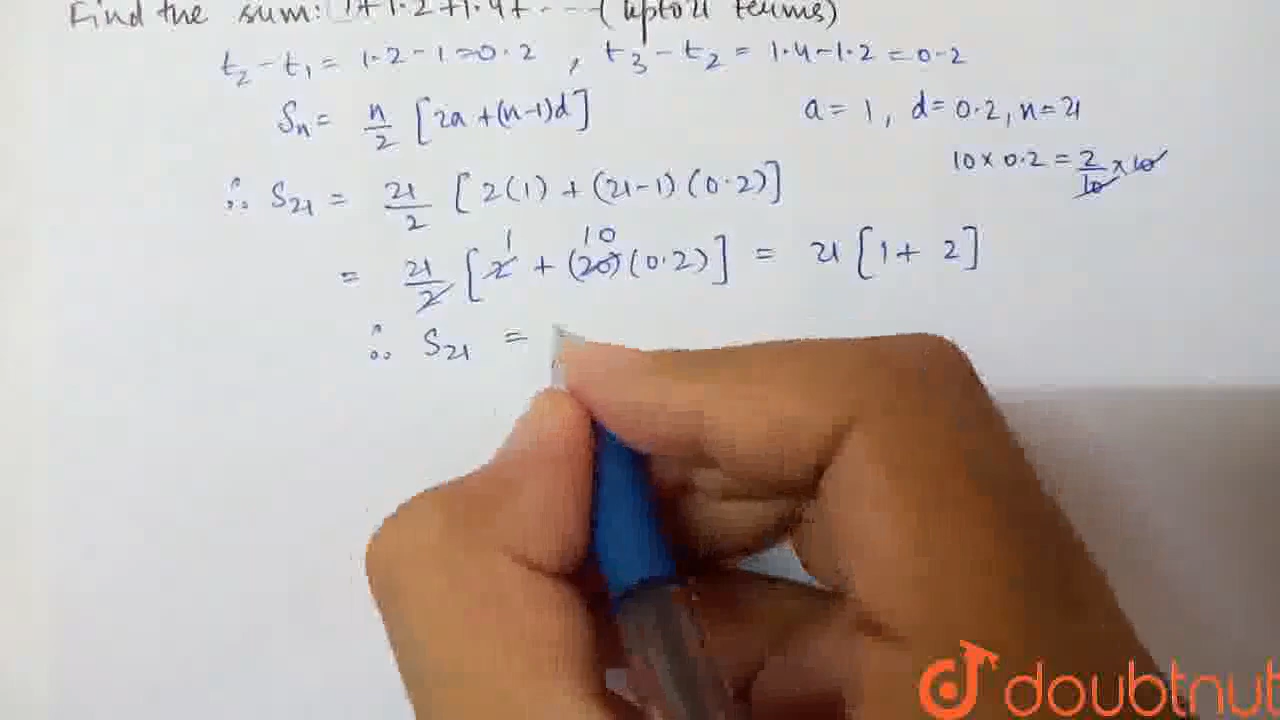 Find the sum: 1+1.2+1.4+ ... (upto 21 terms)
t₂-t₁ = 1.2-1=0.2 , t₃-t₂ = 1.4-1.2=0.2
Sₙ= n/2 [2a+(n-1)d]
a= 1, d=0.2, n=21
10×0.2 = 2/10×10
∴ S₂₁ = 21/2 [2(1)+(21-1)(0.2)]
1 10
= 21/2 [2+(20)(0.2)] = 21[1+2]
∴ S₂₁ =
doubtnut